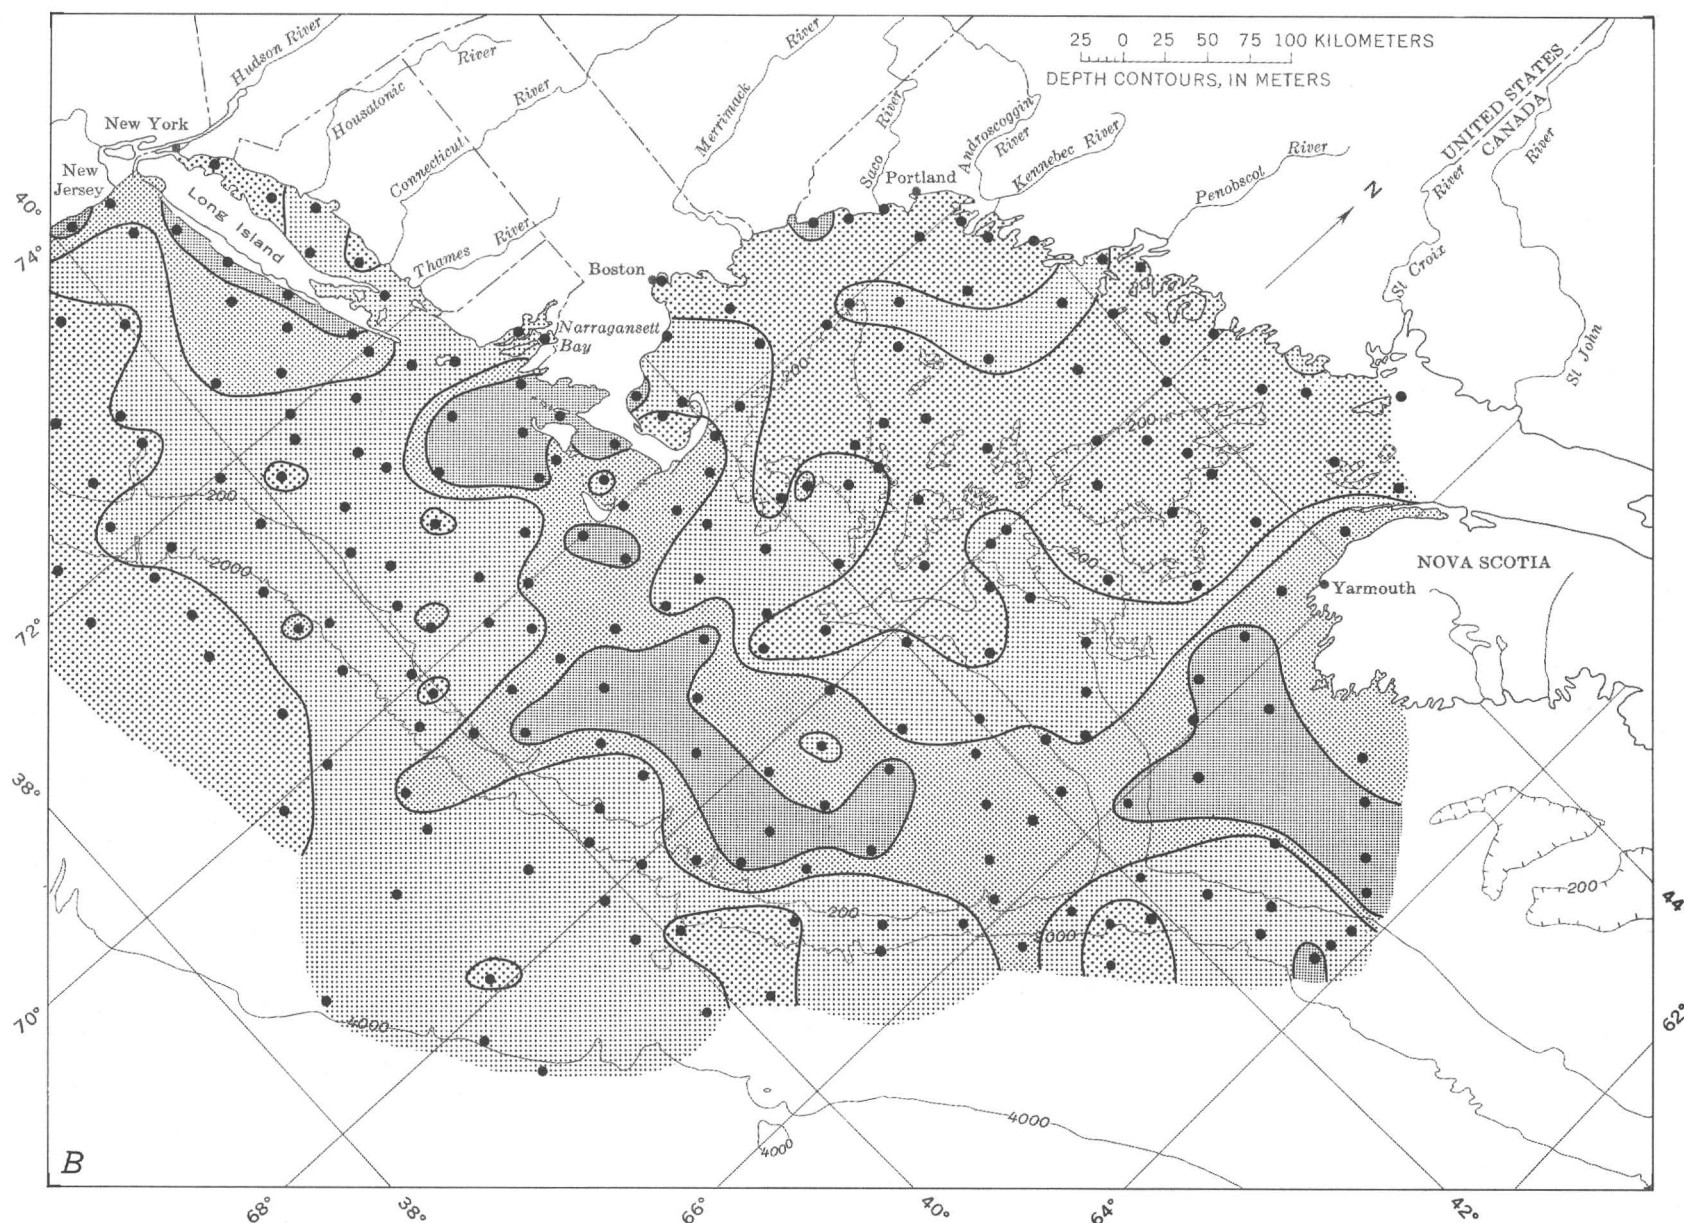 25 0 25 50 75 100 KILOMETERS
DEPTH CONTOURS, IN METERS
UNITED STATES
CANADA
Hudson River
Housatonic River
Connecticut River
Thames River
Merrimack River
Saco River
Androscoggin River
Kennebec River
Penobscot River
St Croix River
St John River
New York
New
Jersey
Long Island
Boston
Portland
Narragansett
Bay
N
NOVA SCOTIA
Yarmouth
40°
74°
72°
38°
70°
200
200
200
200
200
200
2000
2000
4000
4000
4000
44
62°
B
68°
38°
66°
40°
64°
42°